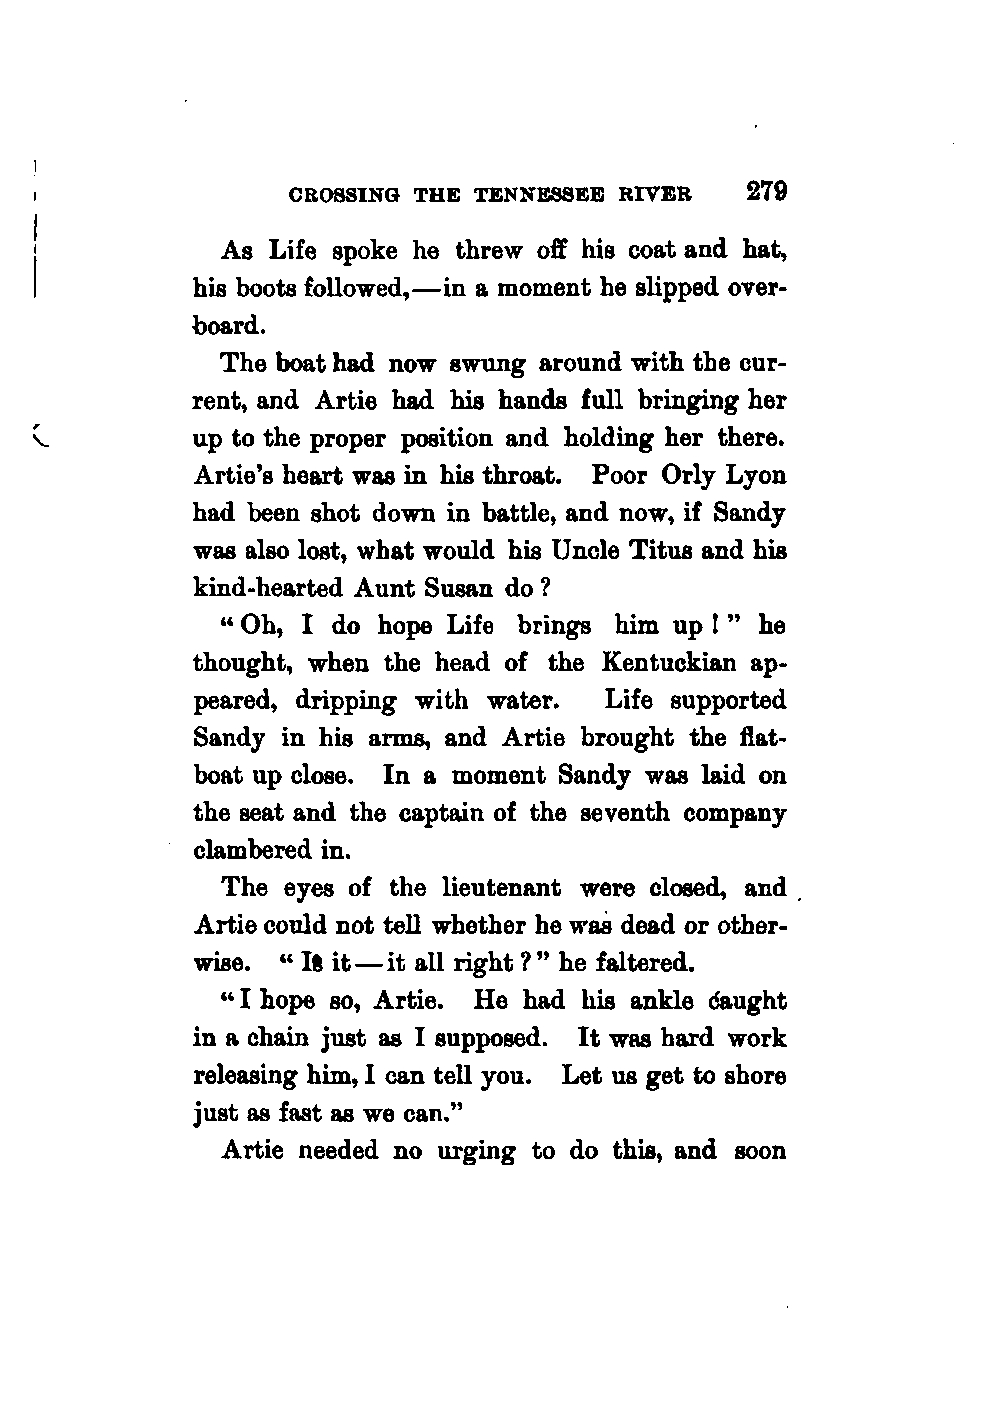 CROSSING THE TENNESSEE RIVER 279
As Life spoke he threw off his coat and hat,
his boots followed,—in a moment he slipped over-
board.
The boat had now swung around with the cur-
rent, and Artie had his hands full bringing her
up to the proper position and holding her there.
Artie's heart was in his throat. Poor Orly Lyon
had been shot down in battle, and now, if Sandy
was also lost, what would his Uncle Titus and his
kind-hearted Aunt Susan do?
"Oh, I do hope Life brings him up!" he
thought, when the head of the Kentuckian ap-
peared, dripping with water. Life supported
Sandy in his arms, and Artie brought the flat-
boat up close. In a moment Sandy was laid on
the seat and the captain of the seventh company
clambered in.
The eyes of the lieutenant were closed, and
Artie could not tell whether he was dead or other-
wise. "Is it—it all right?" he faltered.
"I hope so, Artie. He had his ankle caught
in a chain just as I supposed. It was hard work
releasing him, I can tell you. Let us get to shore
just as fast as we can."
Artie needed no urging to do this, and soon